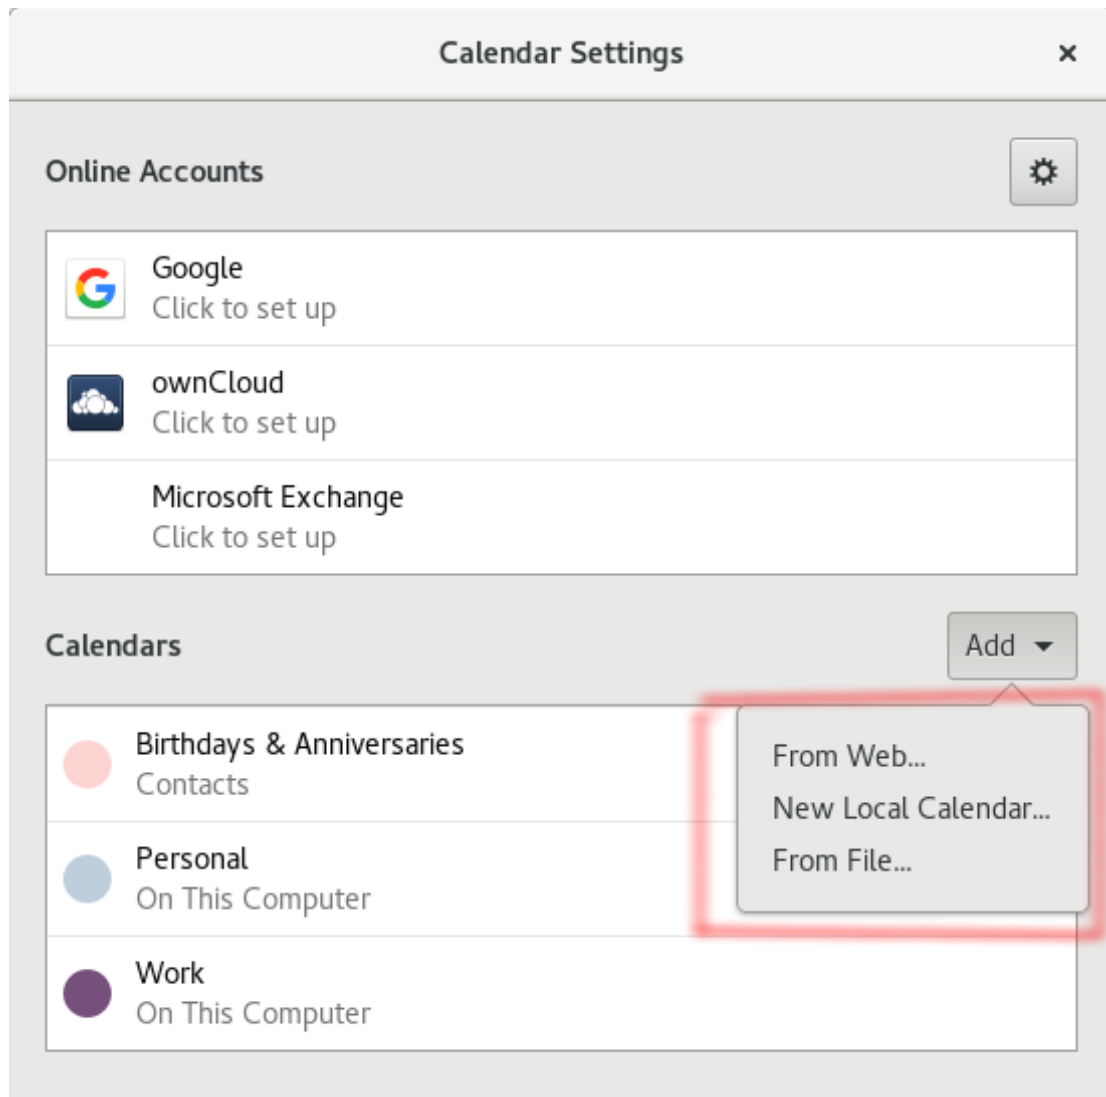 Calendar Settings
Online Accounts
Google
Click to set up
ownCloud
Click to set up
Microsoft Exchange
Click to set up
Calendars
Add
Birthdays & Anniversaries
Contacts
Personal
On This Computer
Work
On This Computer
From Web...
New Local Calendar...
From File...